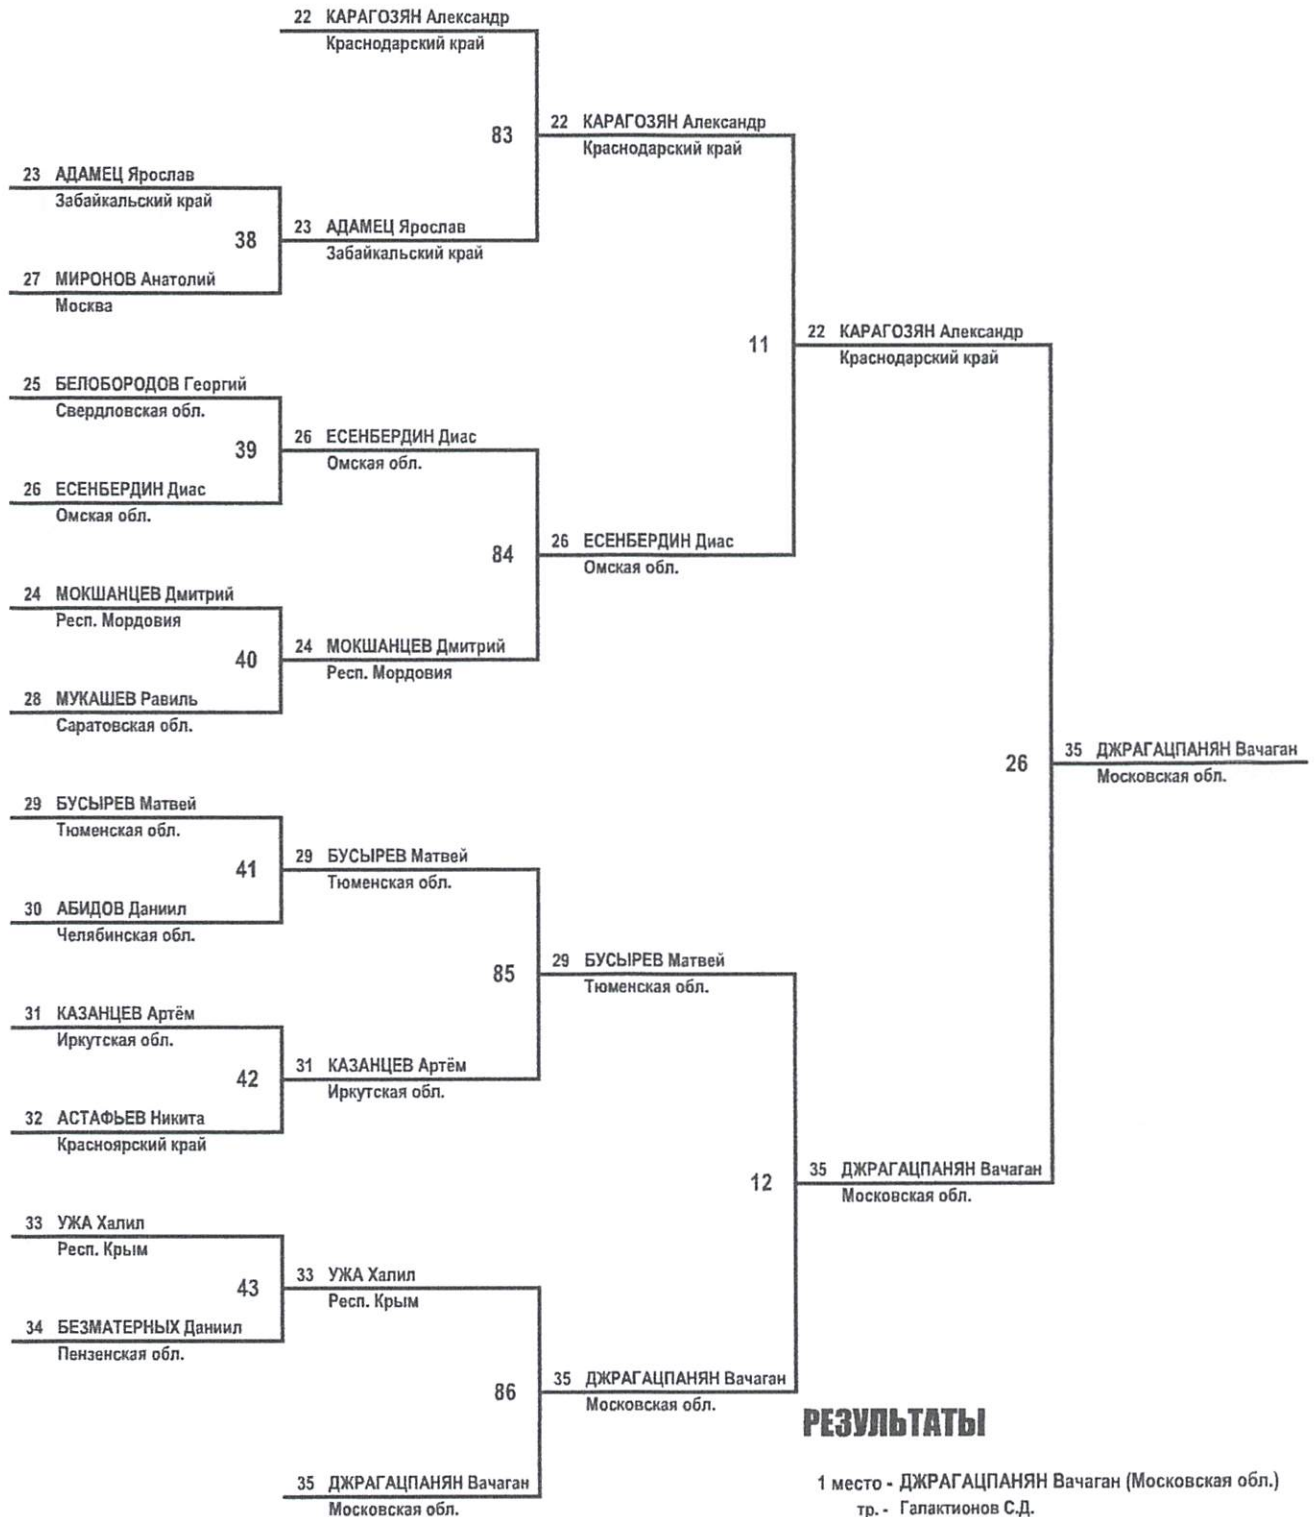 22 КАРАГОЗЯН Александр
Краснодарский край
83
22 КАРАГОЗЯН Александр
Краснодарский край
23 АДАМЕЦ Ярослав
Забайкальский край
38
23 АДАМЕЦ Ярослав
Забайкальский край
27 МИРОНОВ Анатолий
Москва
11
22 КАРАГОЗЯН Александр
Краснодарский край
25 БЕЛОБОРОДОВ Георгий
Свердловская обл.
39
26 ЕСЕНБЕРДИН Диас
Омская обл.
26 ЕСЕНБЕРДИН Диас
Омская обл.
84
26 ЕСЕНБЕРДИН Диас
Омская обл.
24 МОКШАНЦЕВ Дмитрий
Респ. Мордовия
40
24 МОКШАНЦЕВ Дмитрий
Респ. Мордовия
28 МУКАШЕВ Равиль
Саратовская обл.
26
35 ДЖРАГАЦПАНЯН Вачаган
Московская обл.
29 БУСЫРЕВ Матвей
Тюменская обл.
41
29 БУСЫРЕВ Матвей
Тюменская обл.
30 АБИДОВ Даниил
Челябинская обл.
85
29 БУСЫРЕВ Матвей
Тюменская обл.
31 КАЗАНЦЕВ Артём
Иркутская обл.
42
31 КАЗАНЦЕВ Артём
Иркутская обл.
32 АСТАФЬЕВ Никита
Красноярский край
12
35 ДЖРАГАЦПАНЯН Вачаган
Московская обл.
33 УЖА Халил
Респ. Крым
43
33 УЖА Халил
Респ. Крым
34 БЕЗМАТЕРНЫХ Даниил
Пензенская обл.
86
35 ДЖРАГАЦПАНЯН Вачаган
Московская обл.
РЕЗУЛЬТАТЫ
35 ДЖРАГАЦПАНЯН Вачаган
Московская обл.
1 место - ДЖРАГАЦПАНЯН Вачаган (Московская обл.)
тр. - Галактионов С.Д.